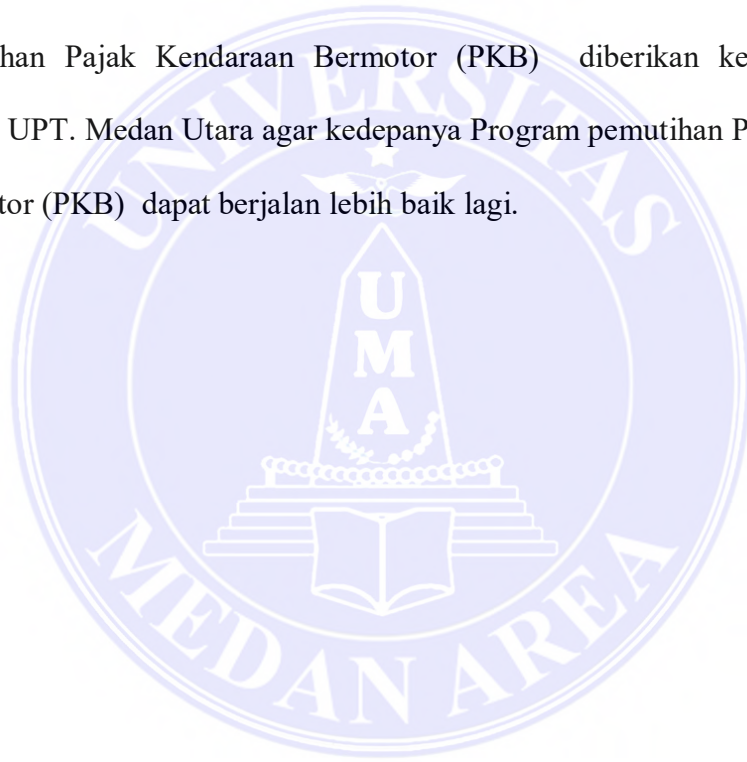 han Pajak Kendaraan Bermotor (PKB) diberikan ke
UPT. Medan Utara agar kedepanya Program pemutihan P
tor (PKB) dapat berjalan lebih baik lagi.
UNIVERSITAS
U
M
A
MEDAN AREA